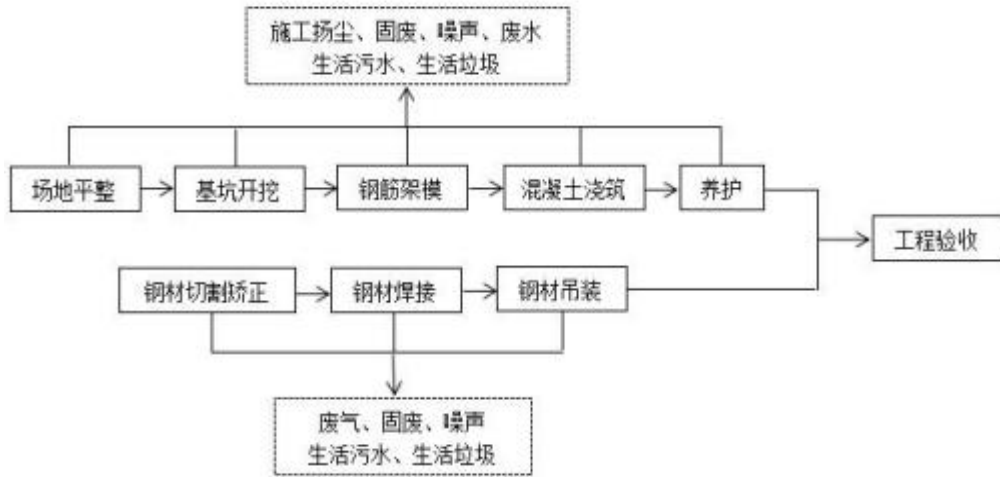 施工扬尘、固废、噪声、废水
生活污水、生活垃圾
场地平整
基坑开挖
钢筋架模
混凝土浇筑
养护
工程验收
钢材切割矫正
钢材焊接
钢材吊装
废气、固废、噪声
生活污水、生活垃圾